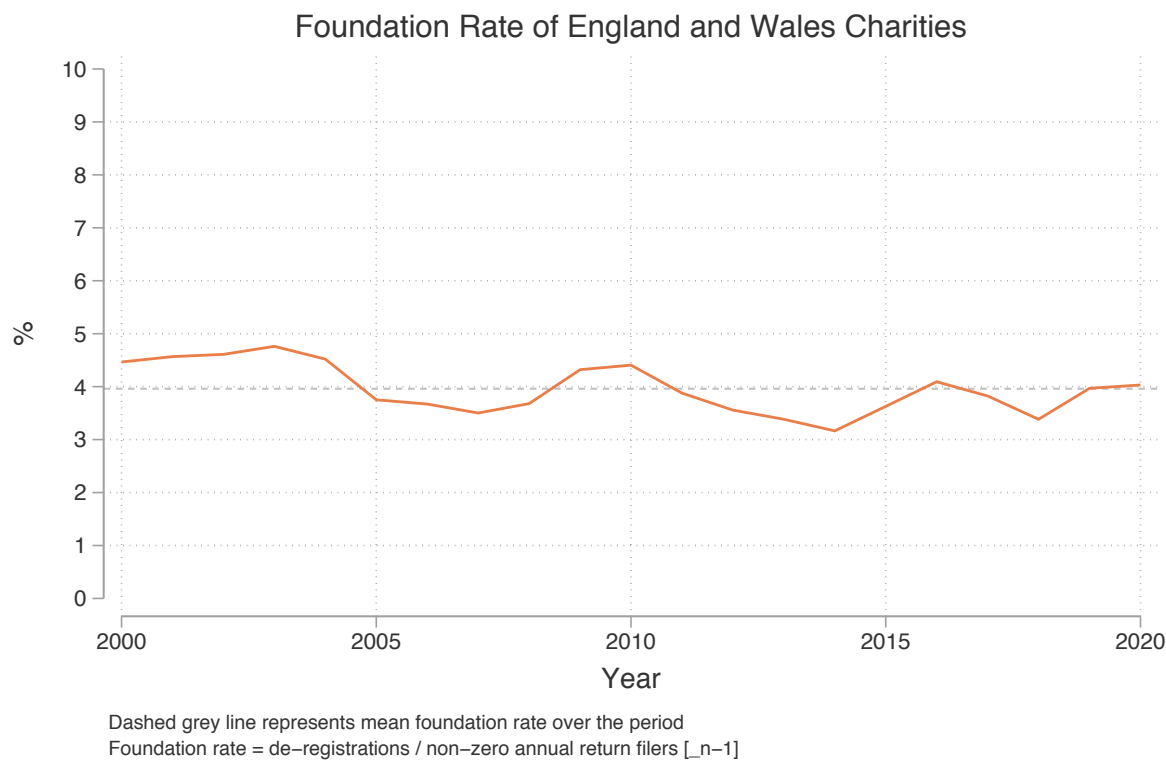 Foundation Rate of England and Wales Charities
10
9
8
7
6
5
4
3
2
1
0
%
2000 2005 2010 2015 2020
Year
Dashed grey line represents mean foundation rate over the period
Foundation rate = de−registrations / non−zero annual return filers [_n−1]